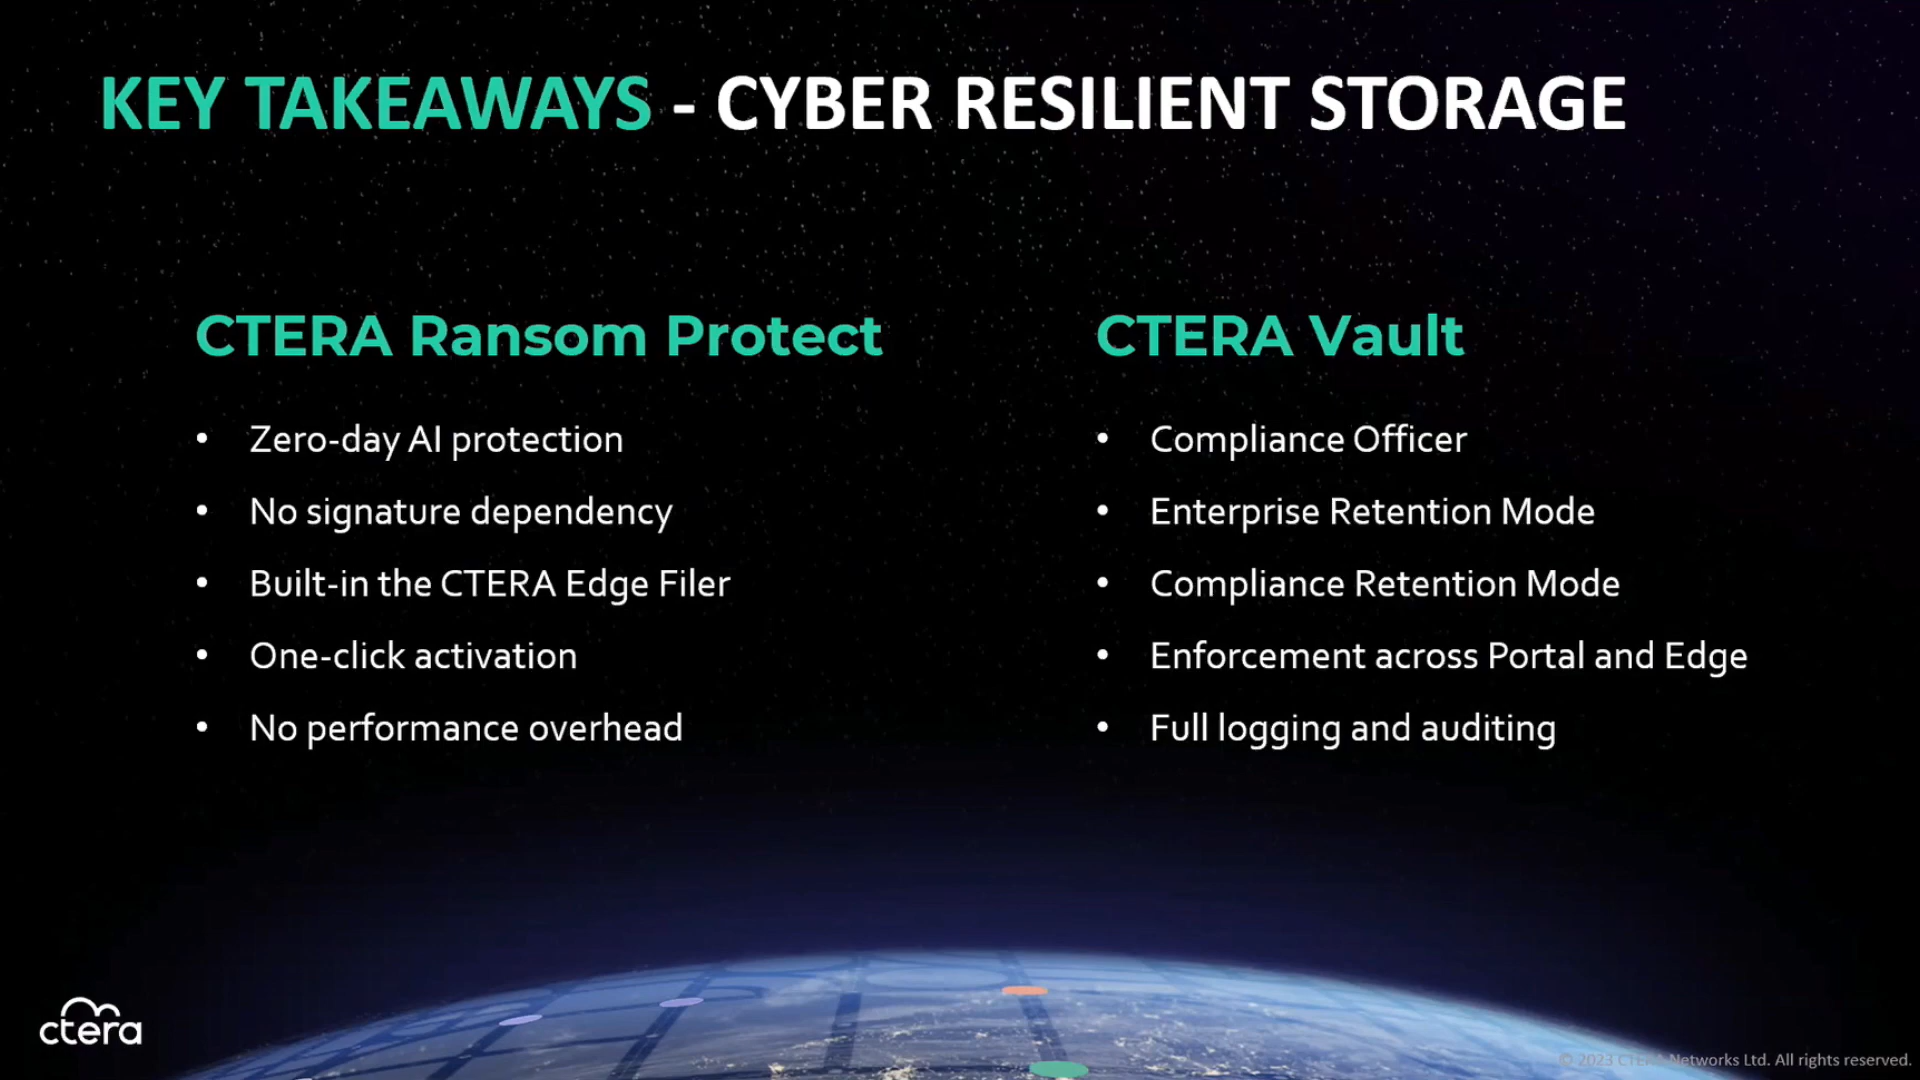 KEY TAKEAWAYS - CYBER RESILIENT STORAGE
CTERA Ransom Protect
• Zero-day AI protection
• No signature dependency
• Built-in the CTERA Edge Filer
• One-click activation
• No performance overhead
CTERA Vault
• Compliance Officer
• Enterprise Retention Mode
• Compliance Retention Mode
• Enforcement across Portal and Edge
• Full logging and auditing
ctera
© 2023 CTERA Networks Ltd. All rights reserved.